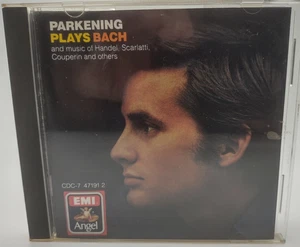 PARKENING
PLAYS BACH
and music of Handel, Scarlatti,
Couperin and others
CDC-7 47191 2
EMI
Angel